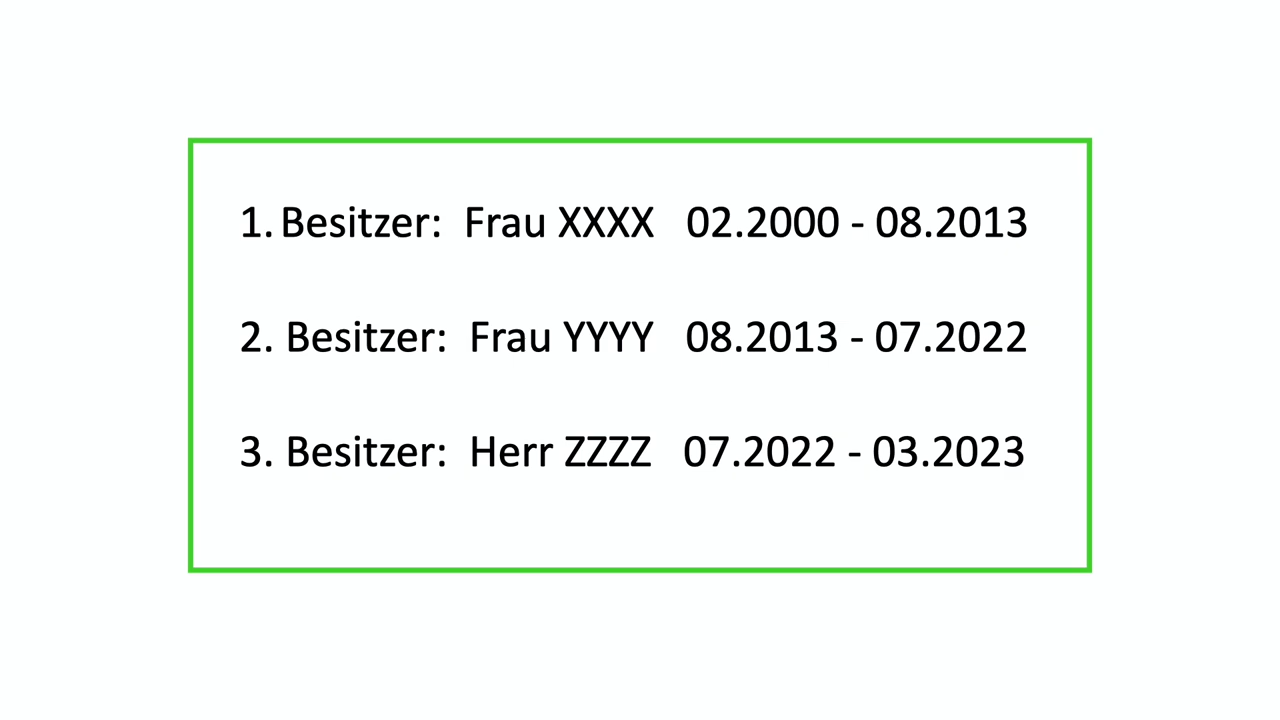 1. Besitzer: Frau XXXX 02.2000 - 08.2013
2. Besitzer: Frau YYYY 08.2013 - 07.2022
3. Besitzer: Herr ZZZZ 07.2022 - 03.2023